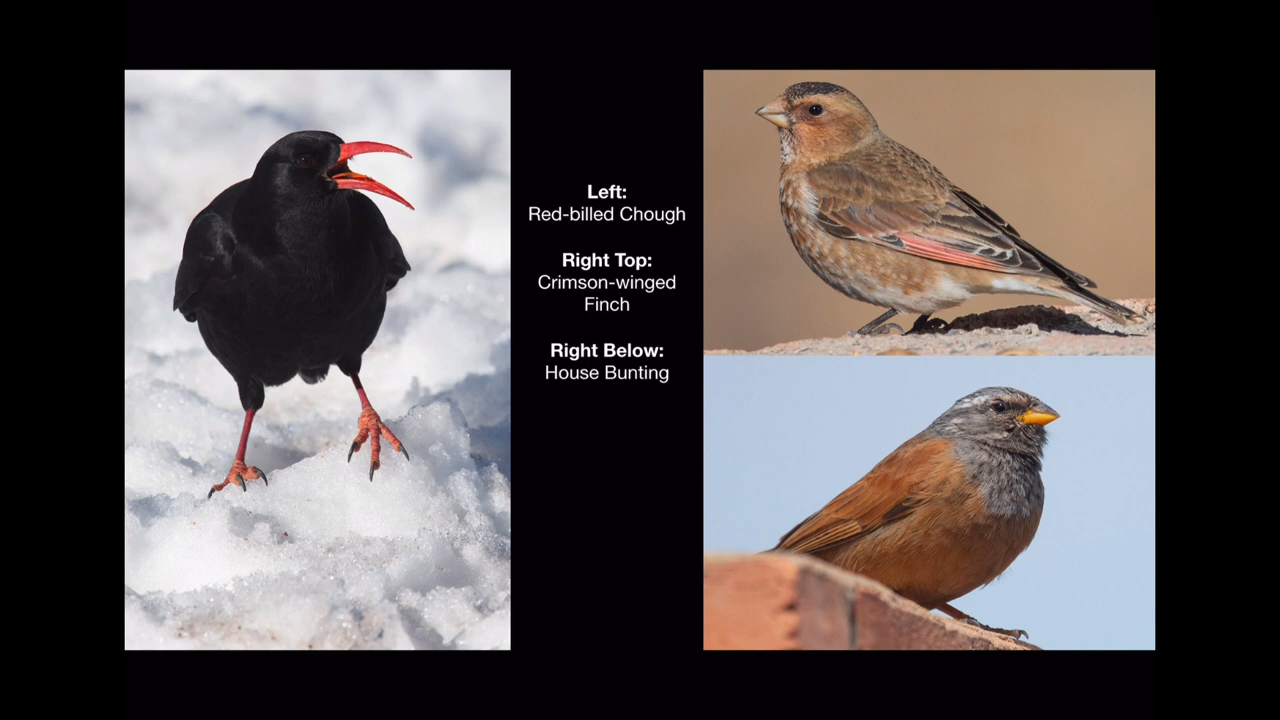 Left:
Red-billed Chough
Right Top:
Crimson-winged
Finch
Right Below:
House Bunting